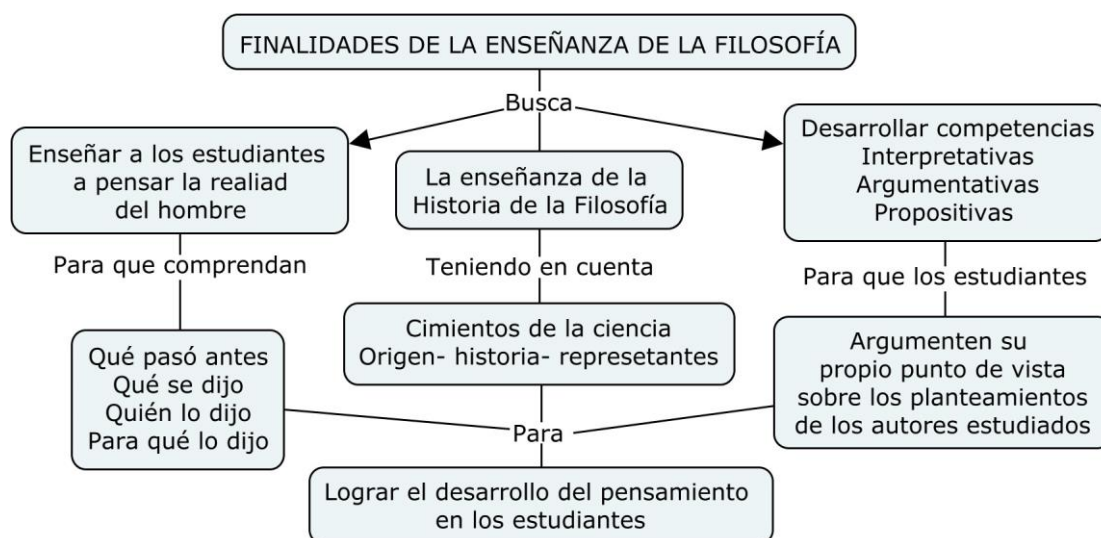 FINALIDADES DE LA ENSEÑANZA DE LA FILOSOFÍA
Busca
Enseñar a los estudiantes
a pensar la realiad
del hombre
La enseñanza de la
Historia de la Filosofía
Desarrollar competencias
Interpretativas
Argumentativas
Propositivas
Para que comprendan
Teniendo en cuenta
Para que los estudiantes
Qué pasó antes
Qué se dijo
Quién lo dijo
Para qué lo dijo
Cimientos de la ciencia
Origen- historia- represetantes
Argumenten su
propio punto de vista
sobre los planteamientos
de los autores estudiados
Para
Lograr el desarrollo del pensamiento
en los estudiantes